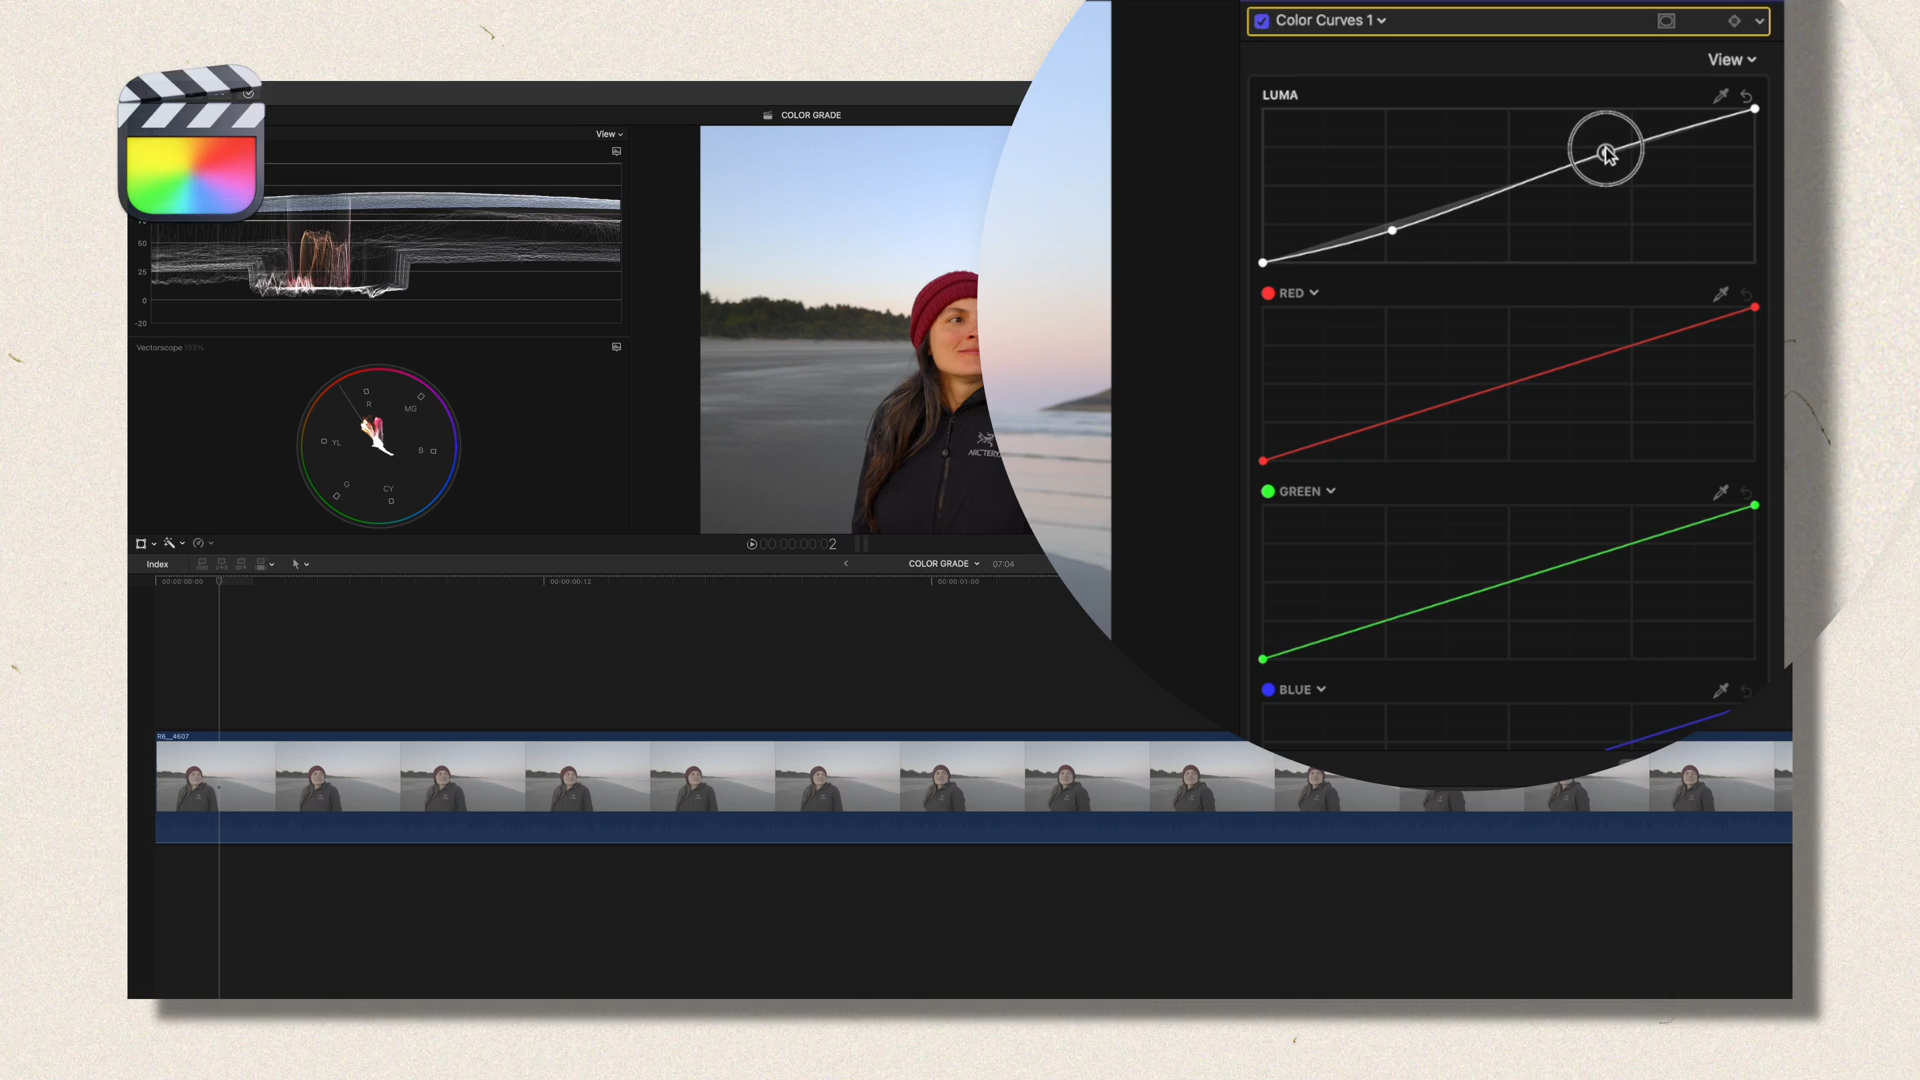 Color Curves 1
View
LUMA
COLOR GRADE
View
50
25
0
-20
RED
Vectorscope 133%
R
MG
YL
B
G
CY
ARCTERY
GREEN
00:00:00:02
Index
COLOR GRADE
07:04
00:00:00:00
00:00:00:12
00:00:01:00
BLUE
R6__4607